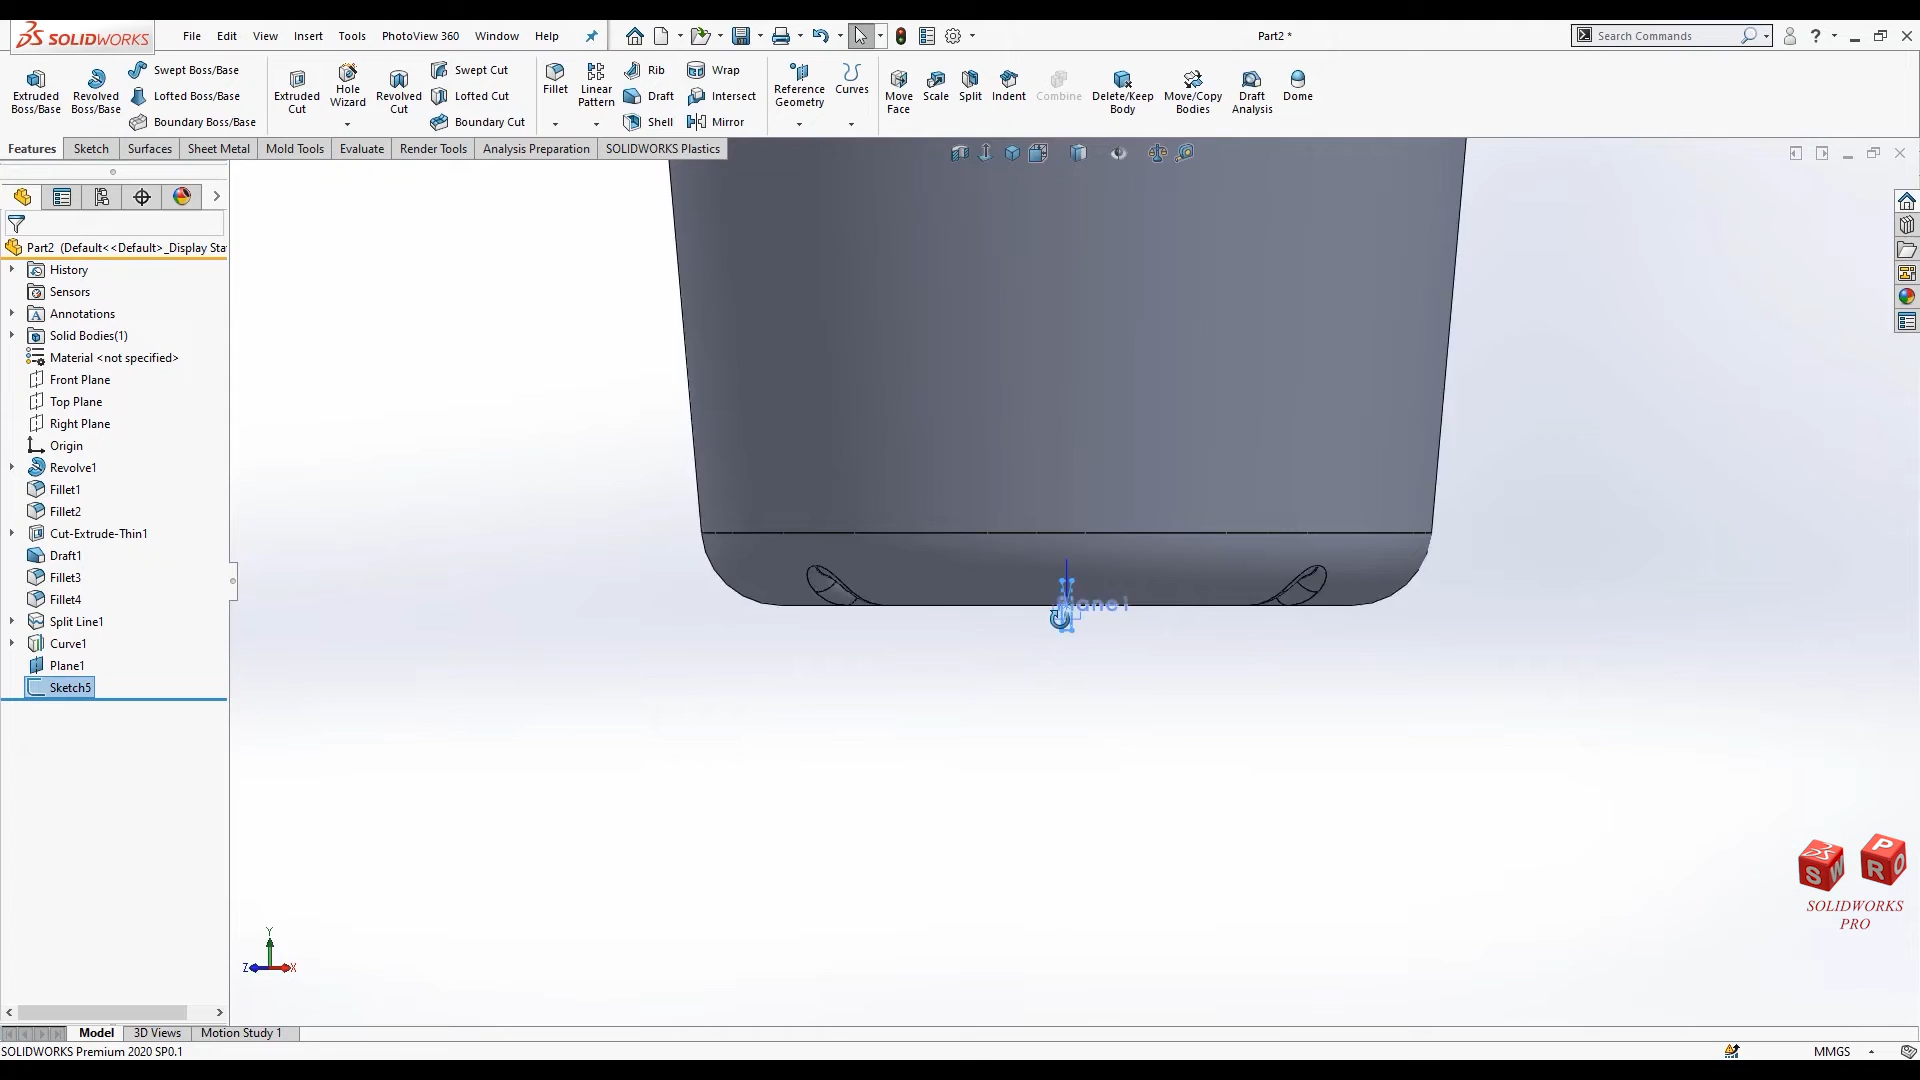 SOLIDWORKS
File Edit View Insert Tools PhotoView 360 Window Help
Part2 *
Search Commands
Extruded Boss/Base
Revolved Boss/Base
Swept Boss/Base
Lofted Boss/Base
Boundary Boss/Base
Extruded Cut
Hole Wizard
Revolved Cut
Swept Cut
Lofted Cut
Boundary Cut
Fillet
Linear Pattern
Rib
Draft
Shell
Wrap
Intersect
Mirror
Reference Geometry
Curves
Move Face
Scale
Split
Indent
Combine
Delete/Keep Body
Move/Copy Bodies
Draft Analysis
Dome
Features Sketch Surfaces Sheet Metal Mold Tools Evaluate Render Tools Analysis Preparation SOLIDWORKS Plastics
Part2 (Default<<Default>_Display Sta
History
Sensors
Annotations
Solid Bodies(1)
Material <not specified>
Front Plane
Top Plane
Right Plane
Origin
Revolve1
Fillet1
Fillet2
Cut-Extrude-Thin1
Draft1
Fillet3
Fillet4
Split Line1
Curve1
Plane1
Sketch5
Plane1
Y
Z X
S W P R O
SOLIDWORKS
PRO
Model 3D Views Motion Study 1
SOLIDWORKS Premium 2020 SP0.1
MMGS